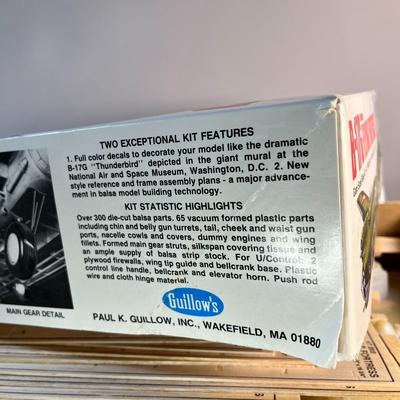 TWO EXCEPTIONAL KIT FEATURES
1. Full color decals to decorate your model like the dramatic
B-17G "Thunderbird" depicted in the giant mural at the
National Air and Space Museum, Washington, D.C. 2. New
style reference and frame assembly plans - a major advance-
ment in balsa model building technology.
KIT STATISTIC HIGHLIGHTS
Over 300 die-cut balsa parts. 65 vacuum formed plastic parts
including chin and belly gun turrets, tail, cheek and waist gun
ports, nacelle cowls and covers, dummy engines and wing
fillets. Formed main gear struts, silkspan covering tissue and
an ample supply of balsa strip stock. For U/Control: 2
plywood firewalls, wing tip guide and bellcrank base. Plastic
control line handle, bellcrank and elevator horn. Push rod
wire and cloth hinge material.
MAIN GEAR DETAIL
Guillow's
PAUL K. GUILLOW, INC., WAKEFIELD, MA 01880
FORTRESS